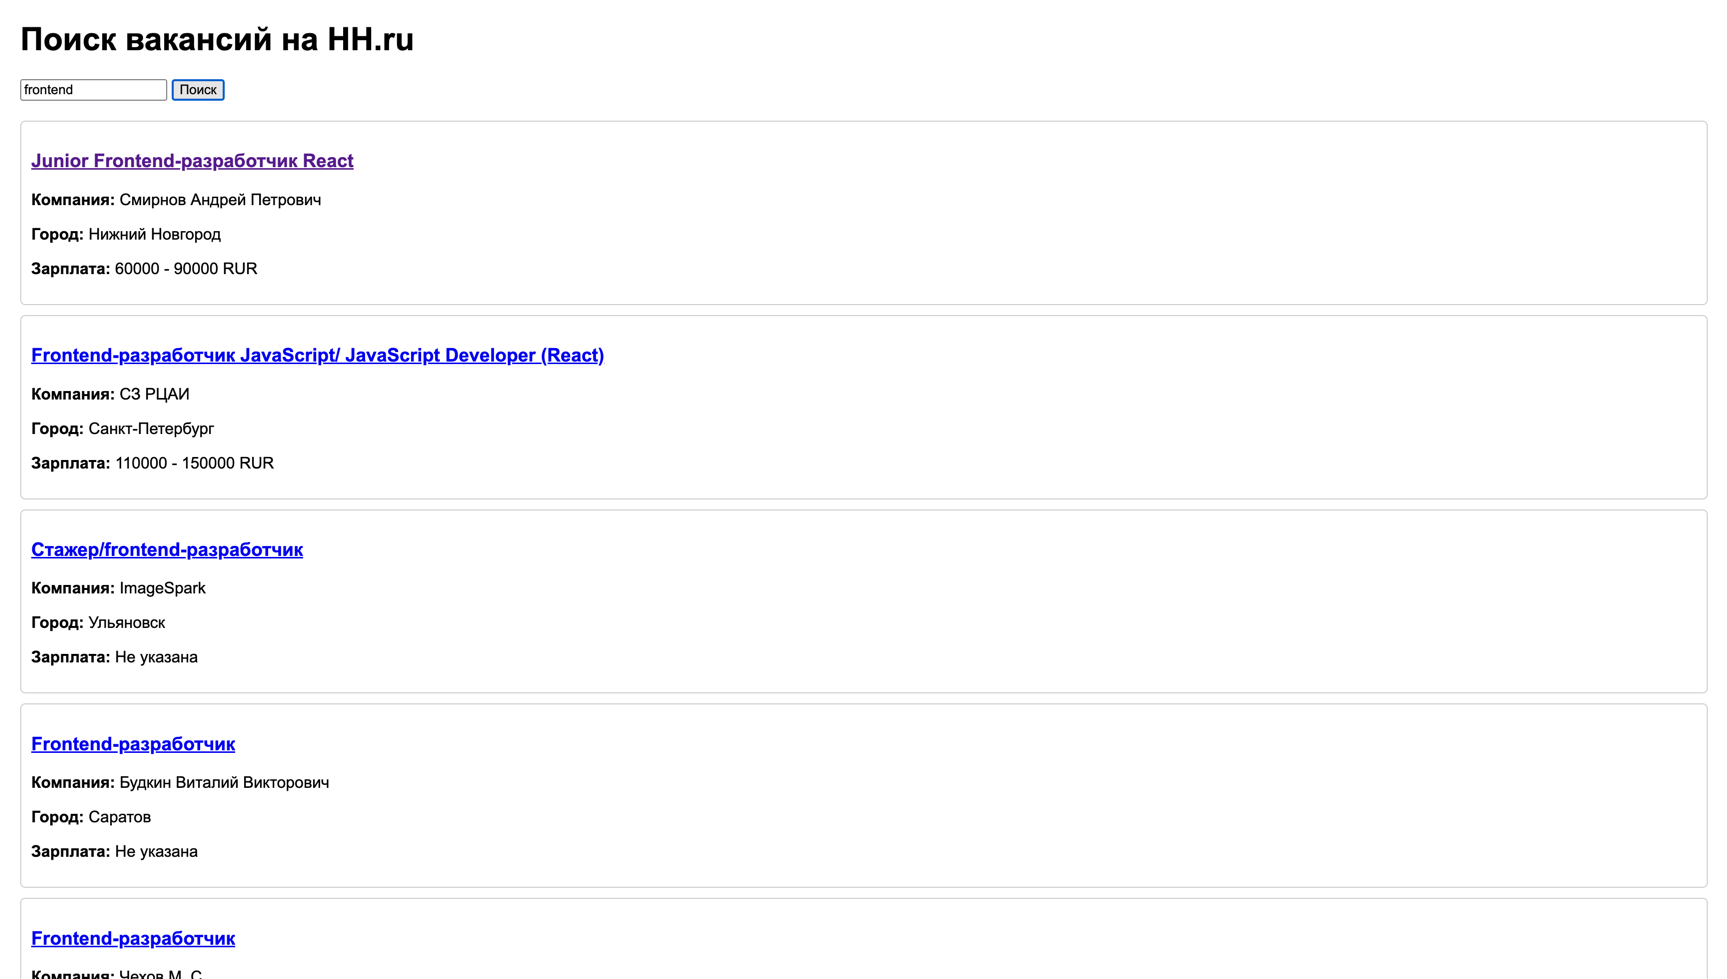 Поиск вакансий на HH.ru
frontend Поиск
Junior Frontend-разработчик React
Компания: Смирнов Андрей Петрович
Город: Нижний Новгород
Зарплата: 60000 - 90000 RUR
Frontend-разработчик JavaScript/ JavaScript Developer (React)
Компания: СЗ РЦАИ
Город: Санкт-Петербург
Зарплата: 110000 - 150000 RUR
Стажер/frontend-разработчик
Компания: ImageSpark
Город: Ульяновск
Зарплата: Не указана
Frontend-разработчик
Компания: Будкин Виталий Викторович
Город: Саратов
Зарплата: Не указана
Frontend-разработчик
Компания: Чехов М. С.